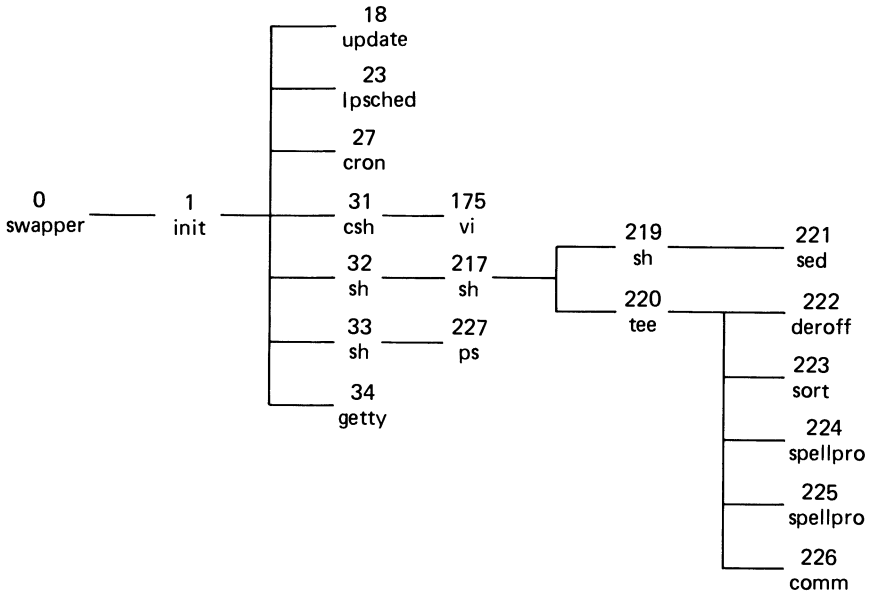 18
update
23
lpsched
27
cron
0
swapper
1
init
31
csh
175
vi
32
sh
217
sh
33
sh
227
ps
34
getty
219
sh
220
tee
221
sed
222
deroff
223
sort
224
spellpro
225
spellpro
226
comm